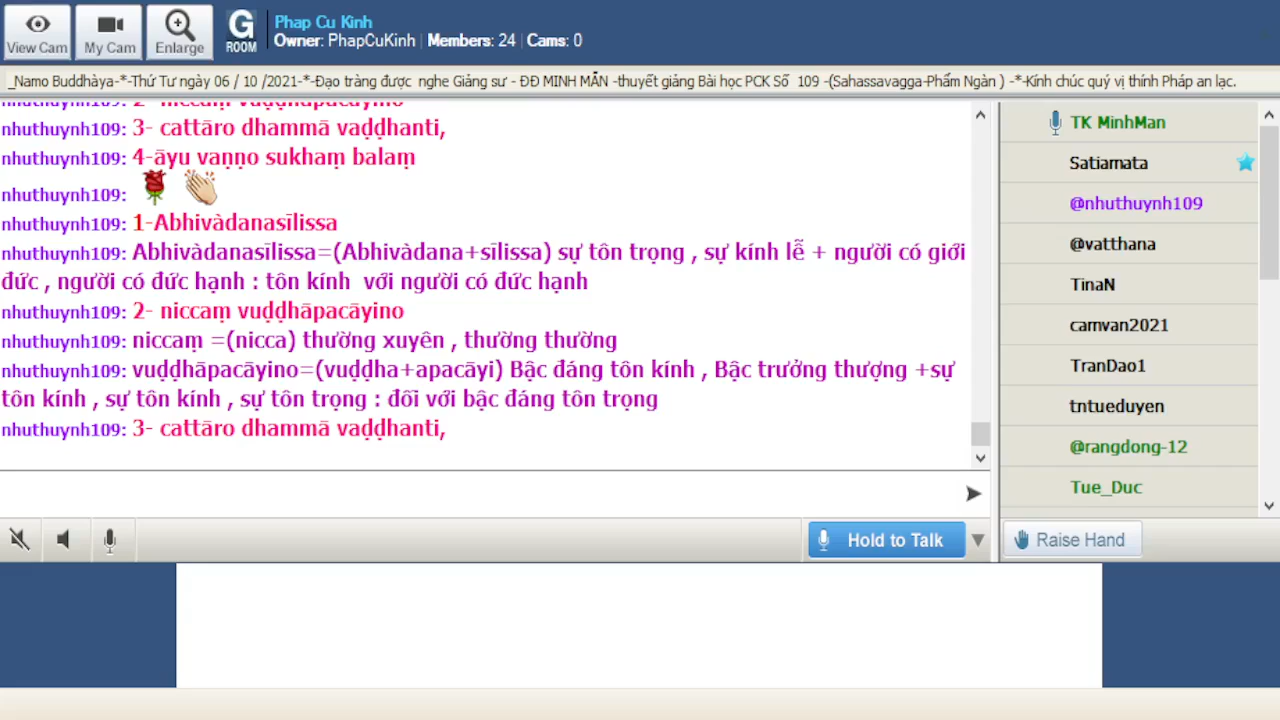 View Cam
My Cam
Enlarge
G
ROOM
Phap Cu Kinh
Owner: PhapCuKinh | Members: 24 | Cams: 0
_Namo Buddhàya-*-Thứ Tư ngày 06 / 10 /2021-*-Đạo tràng được nghe Giảng sư - ĐĐ MINH MẪN -thuyết giảng Bài học PCK Số 109 -(Sahassavagga-Phẩm Ngàn ) -*-Kính chúc quý vị thính Pháp an lạc.
2- niccaṃ vuḍḍhāpacāyino
nhuthuynh109: 3- cattāro dhammā vaḍḍhanti,
nhuthuynh109: 4-āyu vaṇṇo sukhaṃ balaṃ
nhuthuynh109:
nhuthuynh109: 1-Abhivàdanasīlissa
nhuthuynh109: Abhivàdanasīlissa=(Abhivàdana+sīlissa) sự tôn trọng , sự kính lễ + người có giới
đức , người có đức hạnh : tôn kính với người có đức hạnh
nhuthuynh109: 2- niccaṃ vuḍḍhāpacāyino
nhuthuynh109: niccaṃ =(nicca) thường xuyên , thường thường
nhuthuynh109: vuḍḍhāpacāyino=(vuḍḍha+apacāyi) Bậc đáng tôn kính , Bậc trưởng thượng +sự
tôn kính , sự tôn kính , sự tôn trọng : đối với bậc đáng tôn trọng
nhuthuynh109: 3- cattāro dhammā vaḍḍhanti,
TK MinhMan
Satiamata
@nhuthuynh109
@vatthana
TinaN
camvan2021
TranDao1
tntueduyen
@rangdong-12
Tue_Duc
Hold to Talk
Raise Hand